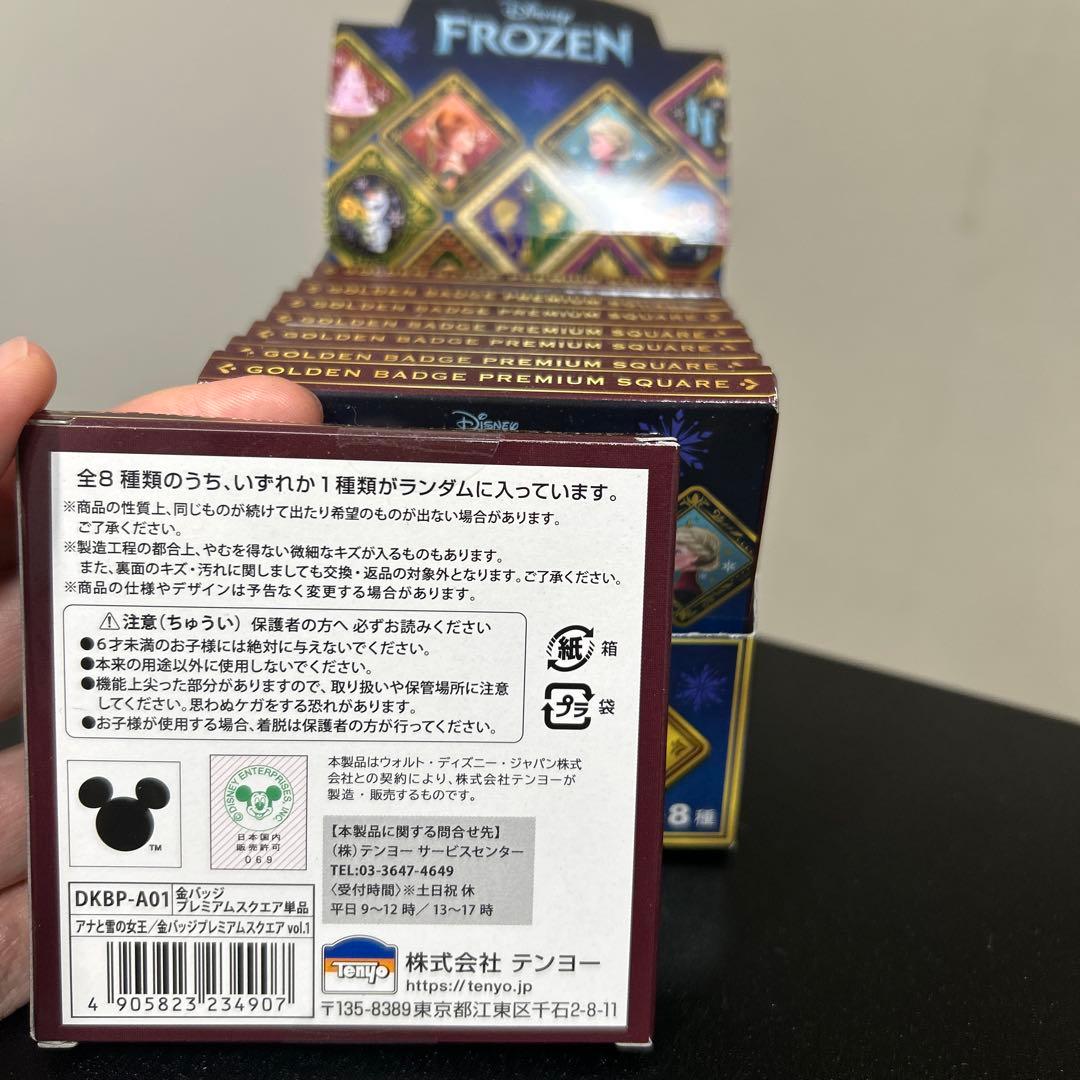 Disney
FROZEN
GOLDEN BADGE PREMIUM SQUARE
GOLDEN BADGE PREMIUM SQUARE
GOLDEN BADGE PREMIUM SQUARE
GOLDEN BADGE PREMIUM SQUARE
GOLDEN BADGE PREMIUM SQUARE
GOLDEN BADGE PREMIUM SQUARE
DISNEY
8種
全8種類のうち、いずれか1種類がランダムに入っています。
※商品の性質上、同じものが続けて出たり希望のものが出ない場合があります。
ご了承ください。
※製造工程の都合上、やむを得ない微細なキズが入るものもあります。
また、裏面のキズ・汚れに関しましても交換・返品の対象外となります。ご了承ください。
※商品の仕様やデザインは予告なく変更する場合があります。
⚠注意(ちゅうい) 保護者の方へ 必ずお読みください
●6才未満のお子様には絶対に与えないでください。
●本来の用途以外に使用しないでください。
●機能上尖った部分がありますので、取り扱いや保管場所に注意
してください。思わぬケガをする恐れがあります。
●お子様が使用する場合、着脱は保護者の方が行ってください。
紙 箱
プラ 袋
TM
©DISNEY ENTERPRISES, INC.
日本国内
販売許可
069
本製品はウォルト・ディズニー・ジャパン株式
会社との契約により、株式会社テンヨーが
製造・販売するものです。
【本製品に関する問合せ先】
(株)テンヨー サービスセンター
TEL:03-3647-4649
〈受付時間〉※土日祝 休
平日 9〜12時/13〜17時
DKBP-A01 金バッジ
プレミアムスクエア単品
アナと雪の女王/金バッジプレミアムスクエア vol.1
4 905823 234907
Tenyo 株式会社 テンヨー
https://tenyo.jp
〒135-8389東京都江東区千石2-8-11